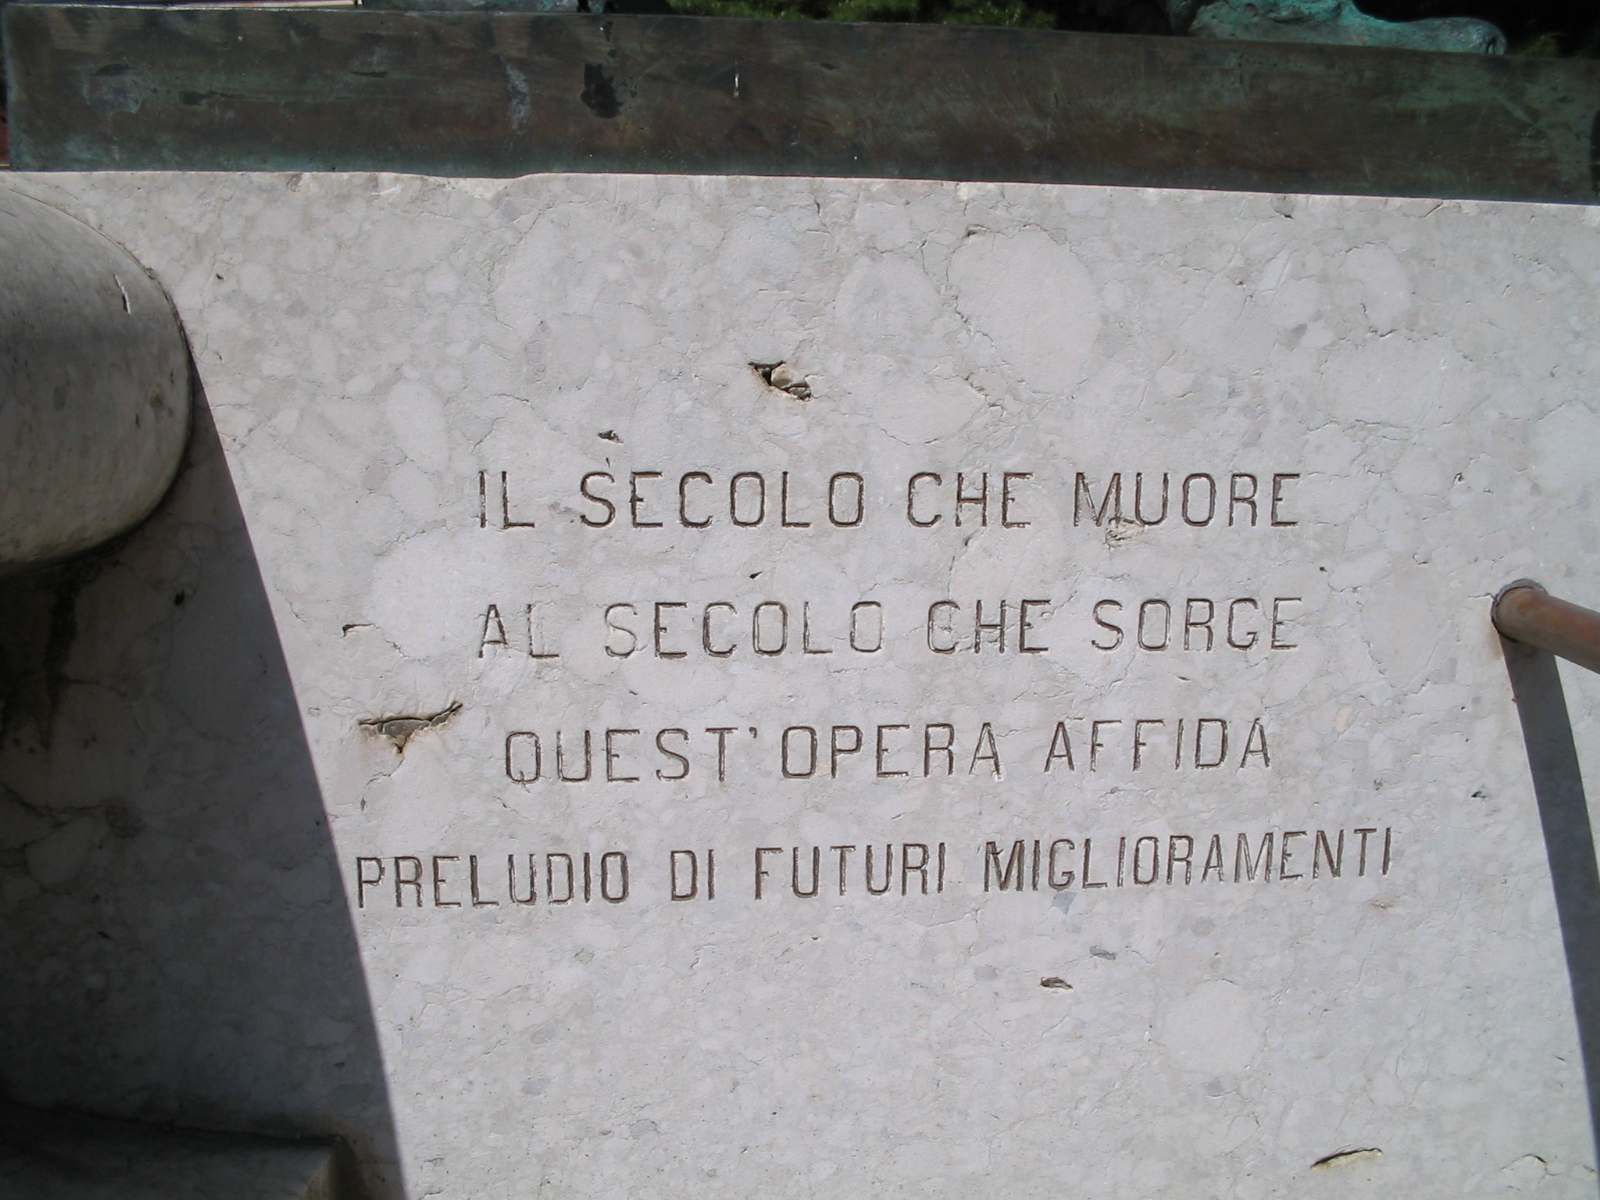 IL SECOLO CHE MUORE
AL SECOLO CHE SORGE
QUEST'OPERA AFFIDA
PRELUDIO DI FUTURI MIGLIORAMENTI